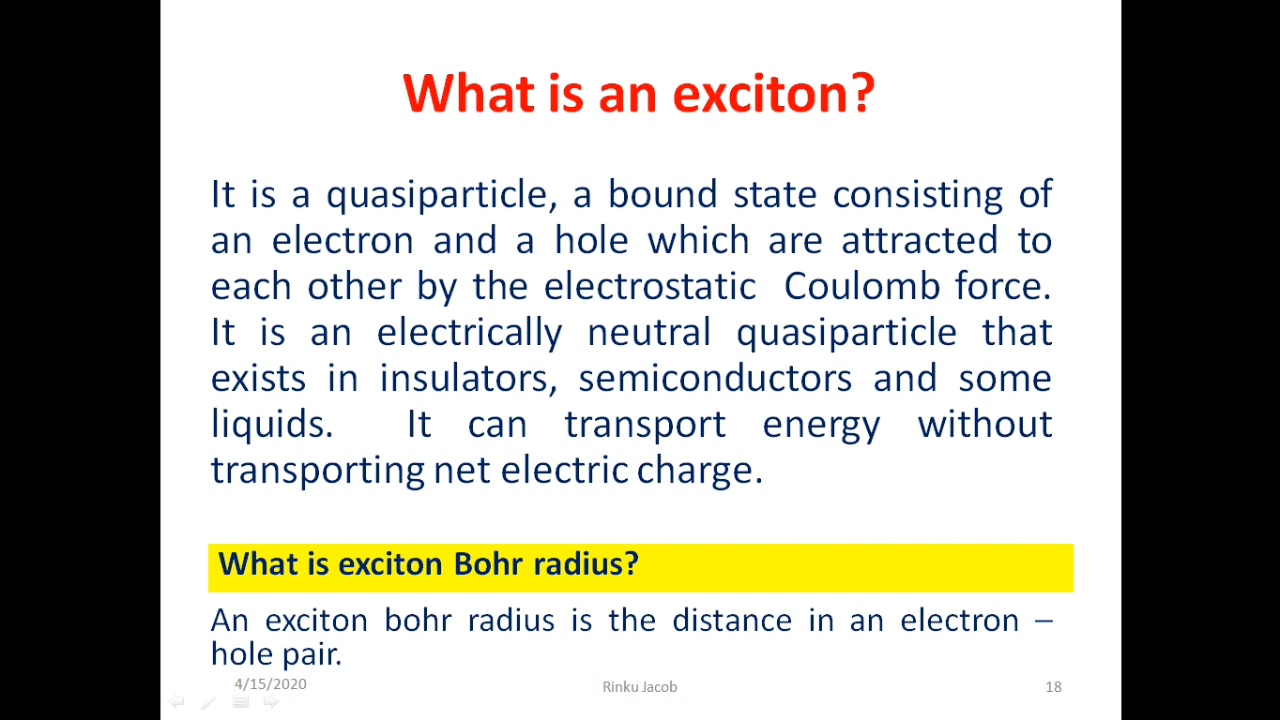 What is an exciton?
It is a quasiparticle, a bound state consisting of
an electron and a hole which are attracted to
each other by the electrostatic Coulomb force.
It is an electrically neutral quasiparticle that
exists in insulators, semiconductors and some
liquids. It can transport energy without
transporting net electric charge.
What is exciton Bohr radius?
An exciton bohr radius is the distance in an electron –
hole pair.
4/15/2020
Rinku Jacob
18